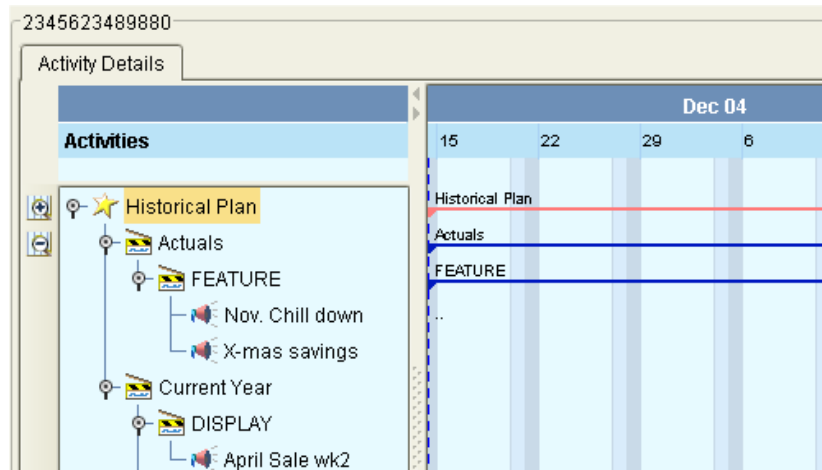 2345623489880
Activity Details
Dec 04
Activities
15 22 29 6
Historical Plan
Actuals
FEATURE
Nov. Chill down
X-mas savings
Current Year
DISPLAY
April Sale wk2
Historical Plan
Actuals
FEATURE
..